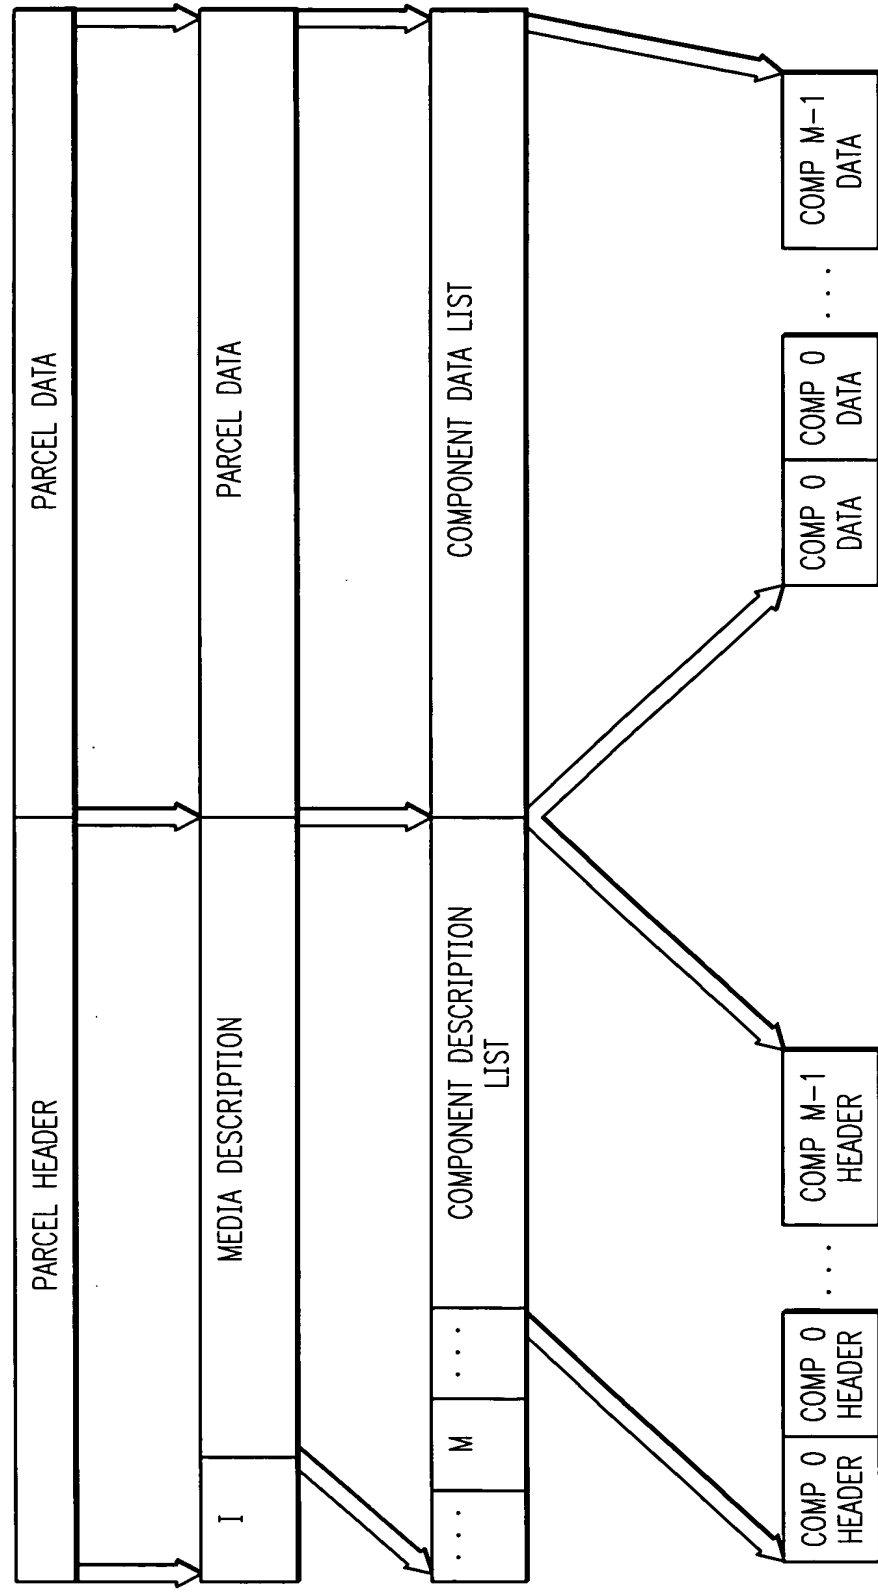 PARCEL HEADER
PARCEL DATA
I
MEDIA DESCRIPTION
PARCEL DATA
. . .
M
. . .
COMPONENT DESCRIPTION
LIST
COMPONENT DATA LIST
COMP 0
HEADER
COMP 0
HEADER
. . .
COMP M-1
HEADER
COMP 0
DATA
COMP 0
DATA
. . .
COMP M-1
DATA